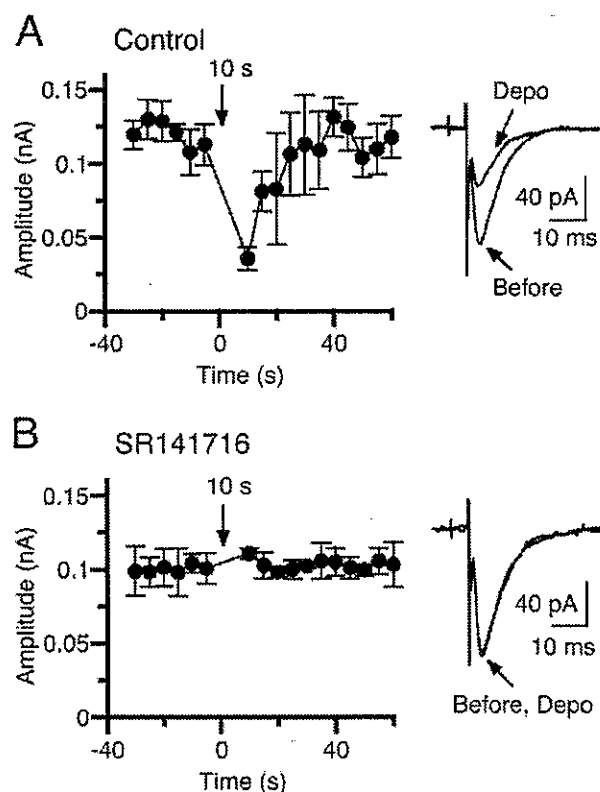 A
Control
10 s
0.15
0.1
0.05
0
Amplitude (nA)
-40
0
40
Time (s)
Depo
40 pA
10 ms
Before
B
SR141716
10 s
0.15
0.1
0.05
0
Amplitude (nA)
-40
0
40
Time (s)
40 pA
10 ms
Before, Depo